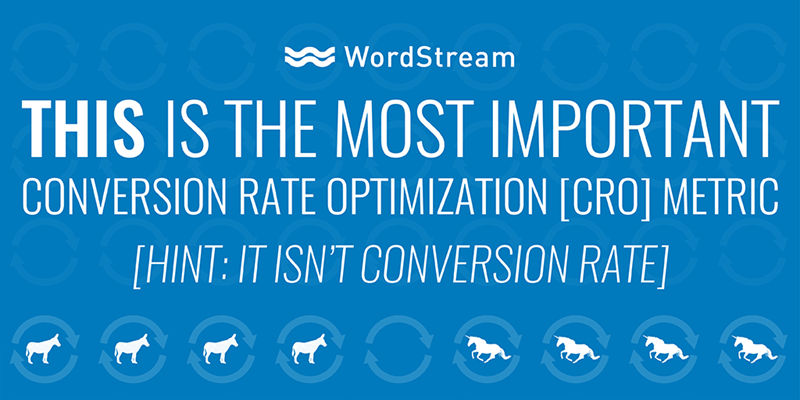 WordStream
THIS IS THE MOST IMPORTANT
CONVERSION RATE OPTIMIZATION [CRO] METRIC
[HINT: IT ISN'T CONVERSION RATE]